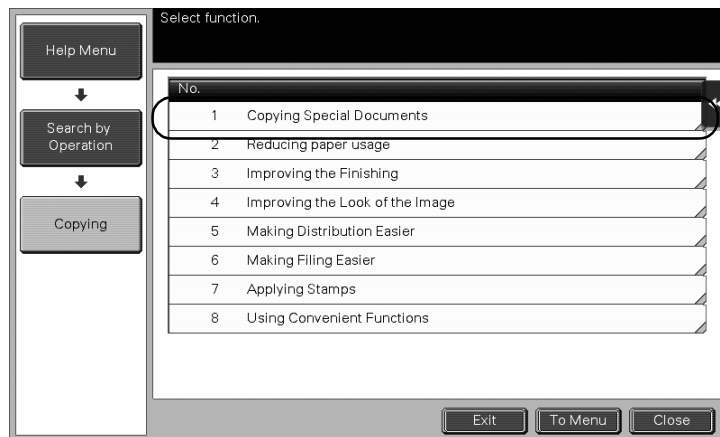 Select function.
Help Menu
Search by
Operation
Copying
No.
1 Copying Special Documents
2 Reducing paper usage
3 Improving the Finishing
4 Improving the Look of the Image
5 Making Distribution Easier
6 Making Filing Easier
7 Applying Stamps
8 Using Convenient Functions
Exit To Menu Close